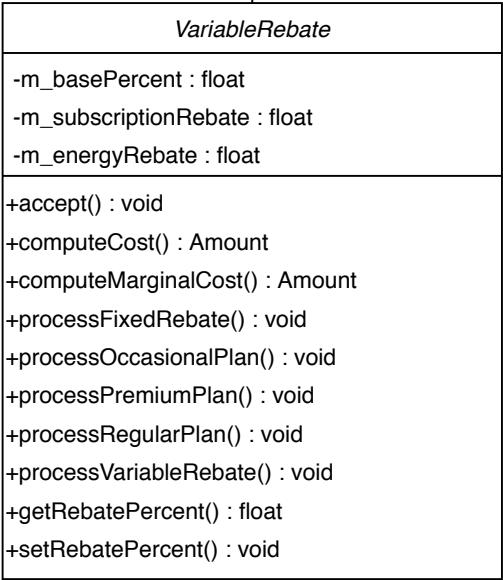 VariableRebate
-m_basePercent : float
-m_subscriptionRebate : float
-m_energyRebate : float
+accept() : void
+computeCost() : Amount
+computeMarginalCost() : Amount
+processFixedRebate() : void
+processOccasionalPlan() : void
+processPremiumPlan() : void
+processRegularPlan() : void
+processVariableRebate() : void
+getRebatePercent() : float
+setRebatePercent() : void